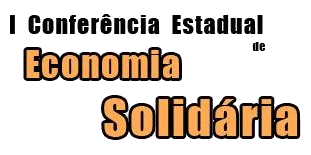 I Conferência Estadual
de
Economia
Solidária